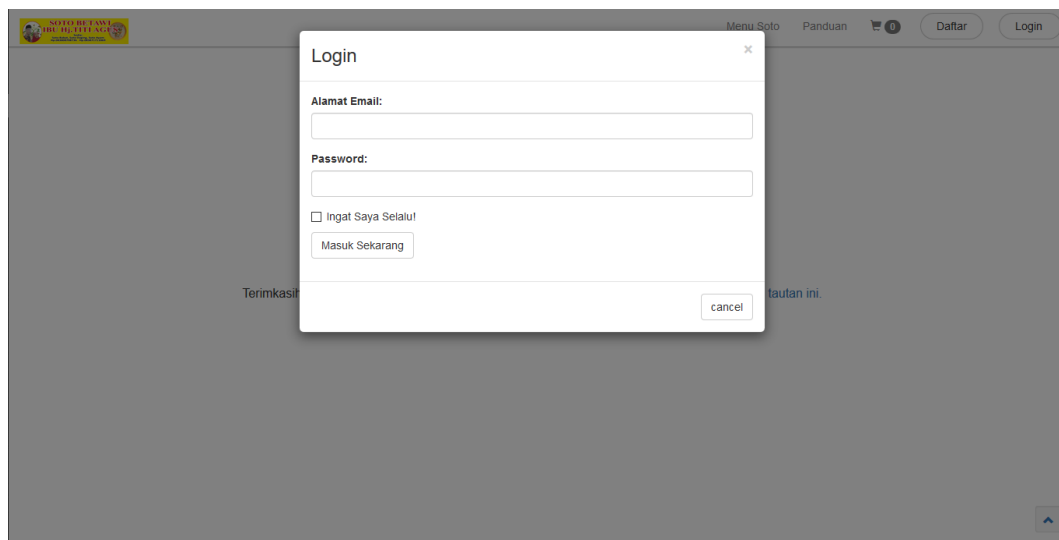 SOTO BETAWI
IBU HJ. TITI AGUS
Menu Soto Panduan 0 Daftar Login
Login
×
Alamat Email:
Password:
Ingat Saya Selalu!
Masuk Sekarang
Terimkasih
tautan ini.
cancel